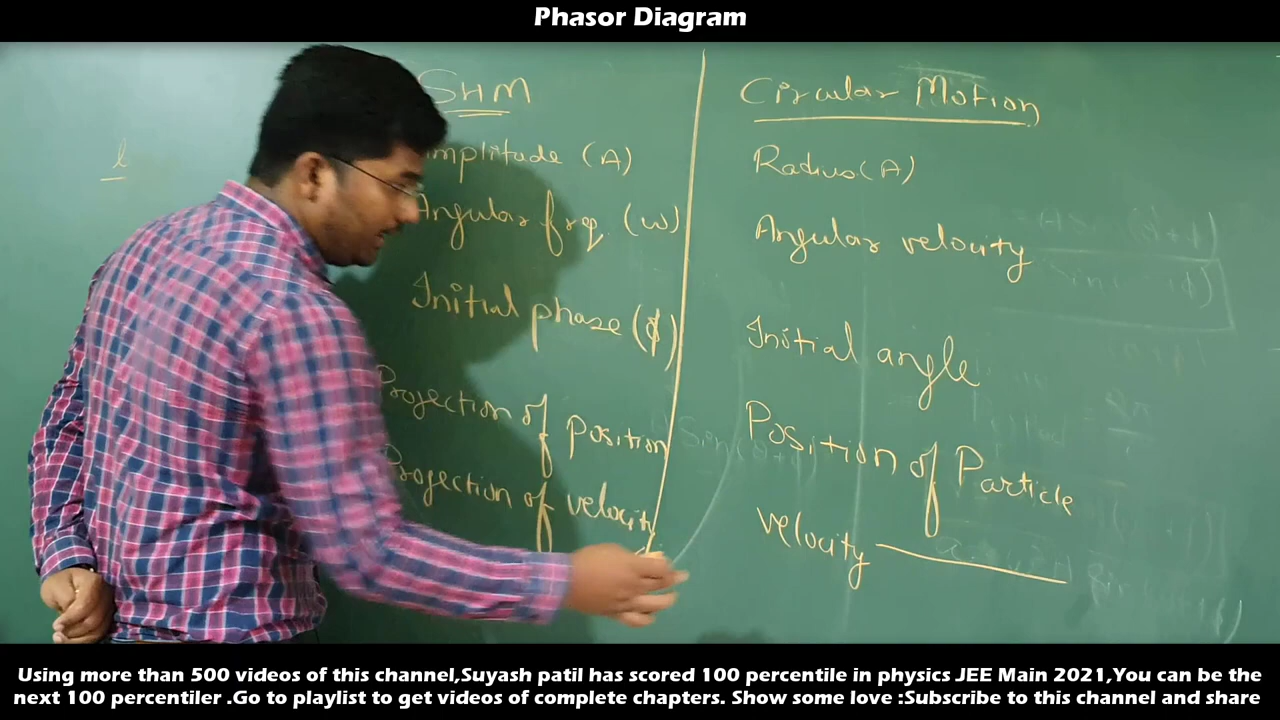 Phasor Diagram
SHM
Amplitude (A)
Angular freq. (ω)
Initial phase (ϕ)
Projection of position
Projection of velocity
Circular Motion
Radius (A)
Angular velocity
Initial angle
Position of Particle
velocity
Using more than 500 videos of this channel,Suyash patil has scored 100 percentile in physics JEE Main 2021,You can be the
next 100 percentiler .Go to playlist to get videos of complete chapters. Show some love :Subscribe to this channel and share